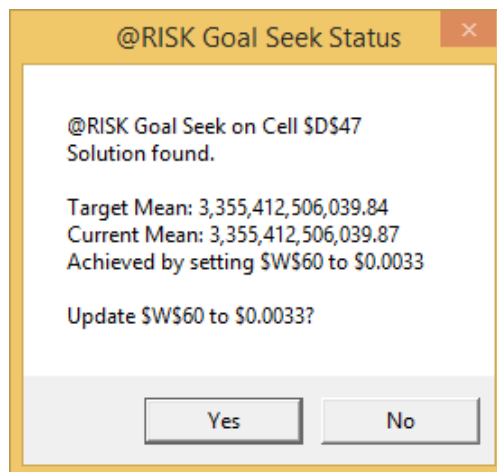 @RISK Goal Seek Status
@RISK Goal Seek on Cell $D$47
Solution found.
Target Mean: 3,355,412,506,039.84
Current Mean: 3,355,412,506,039.87
Achieved by setting $W$60 to $0.0033
Update $W$60 to $0.0033?
Yes
No